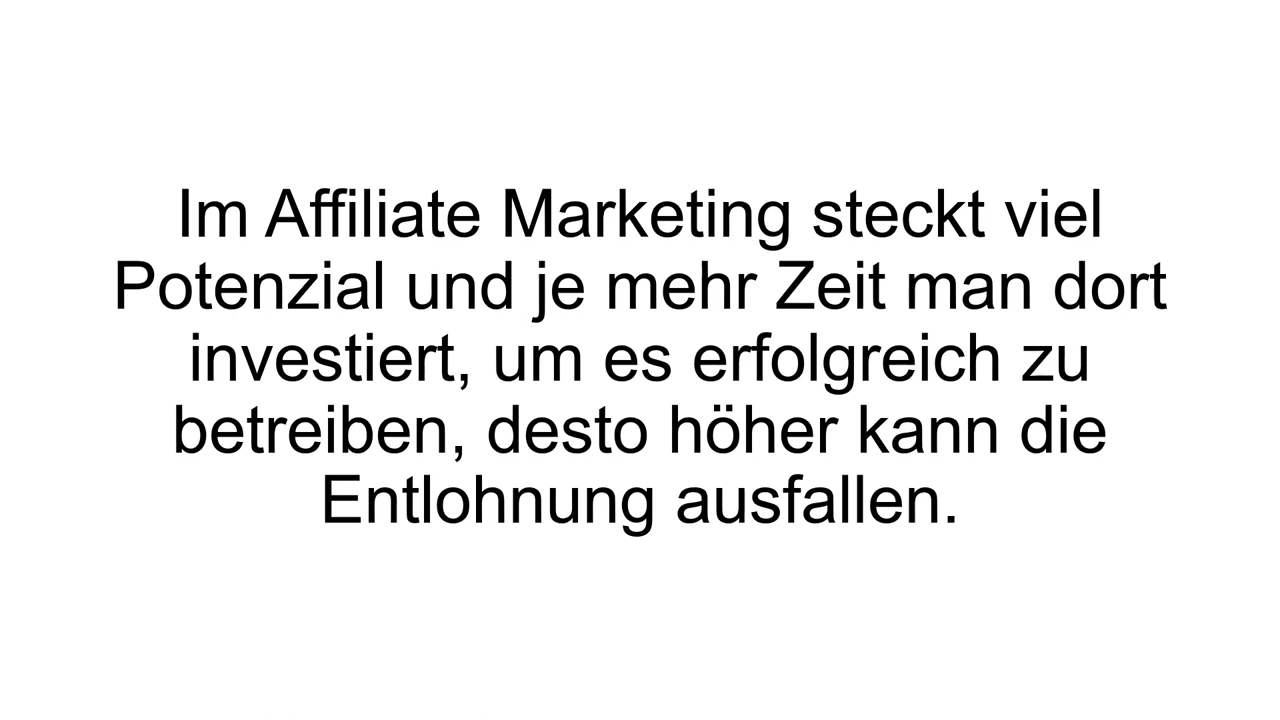 Im Affiliate Marketing steckt viel
Potenzial und je mehr Zeit man dort
investiert, um es erfolgreich zu
betreiben, desto höher kann die
Entlohnung ausfallen.